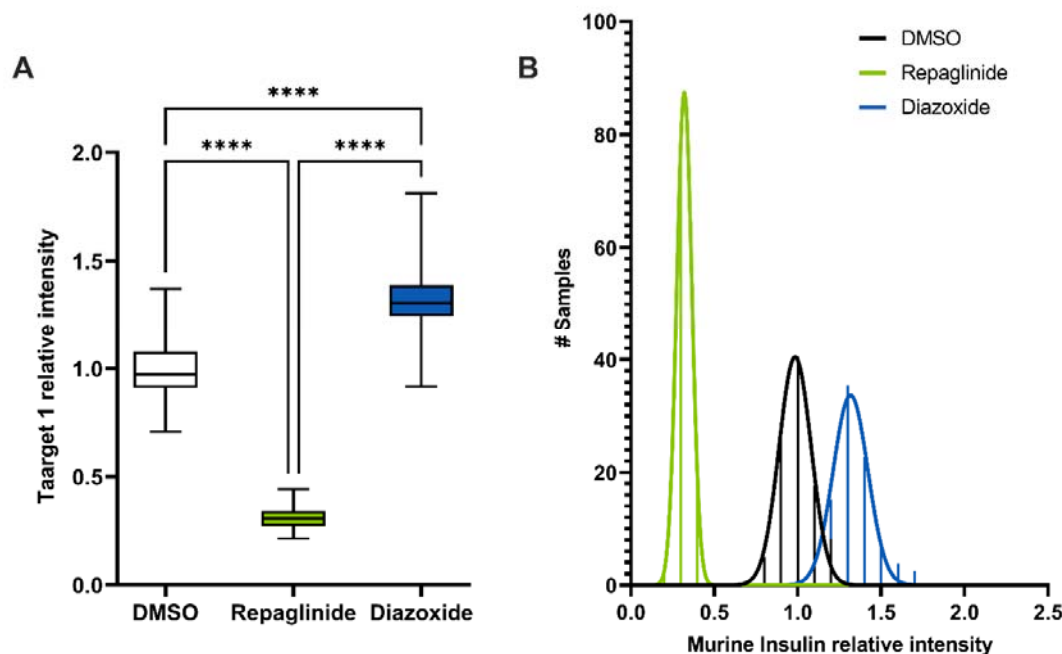 A
****
**** ****
Taarget 1 relative intensity
2.0
1.5
1.0
0.5
0.0
DMSO Repaglinide Diazoxide
B
DMSO
Repaglinide
Diazoxide
# Samples
100
80
60
40
20
0
0.0 0.5 1.0 1.5 2.0 2.5
Murine Insulin relative intensity